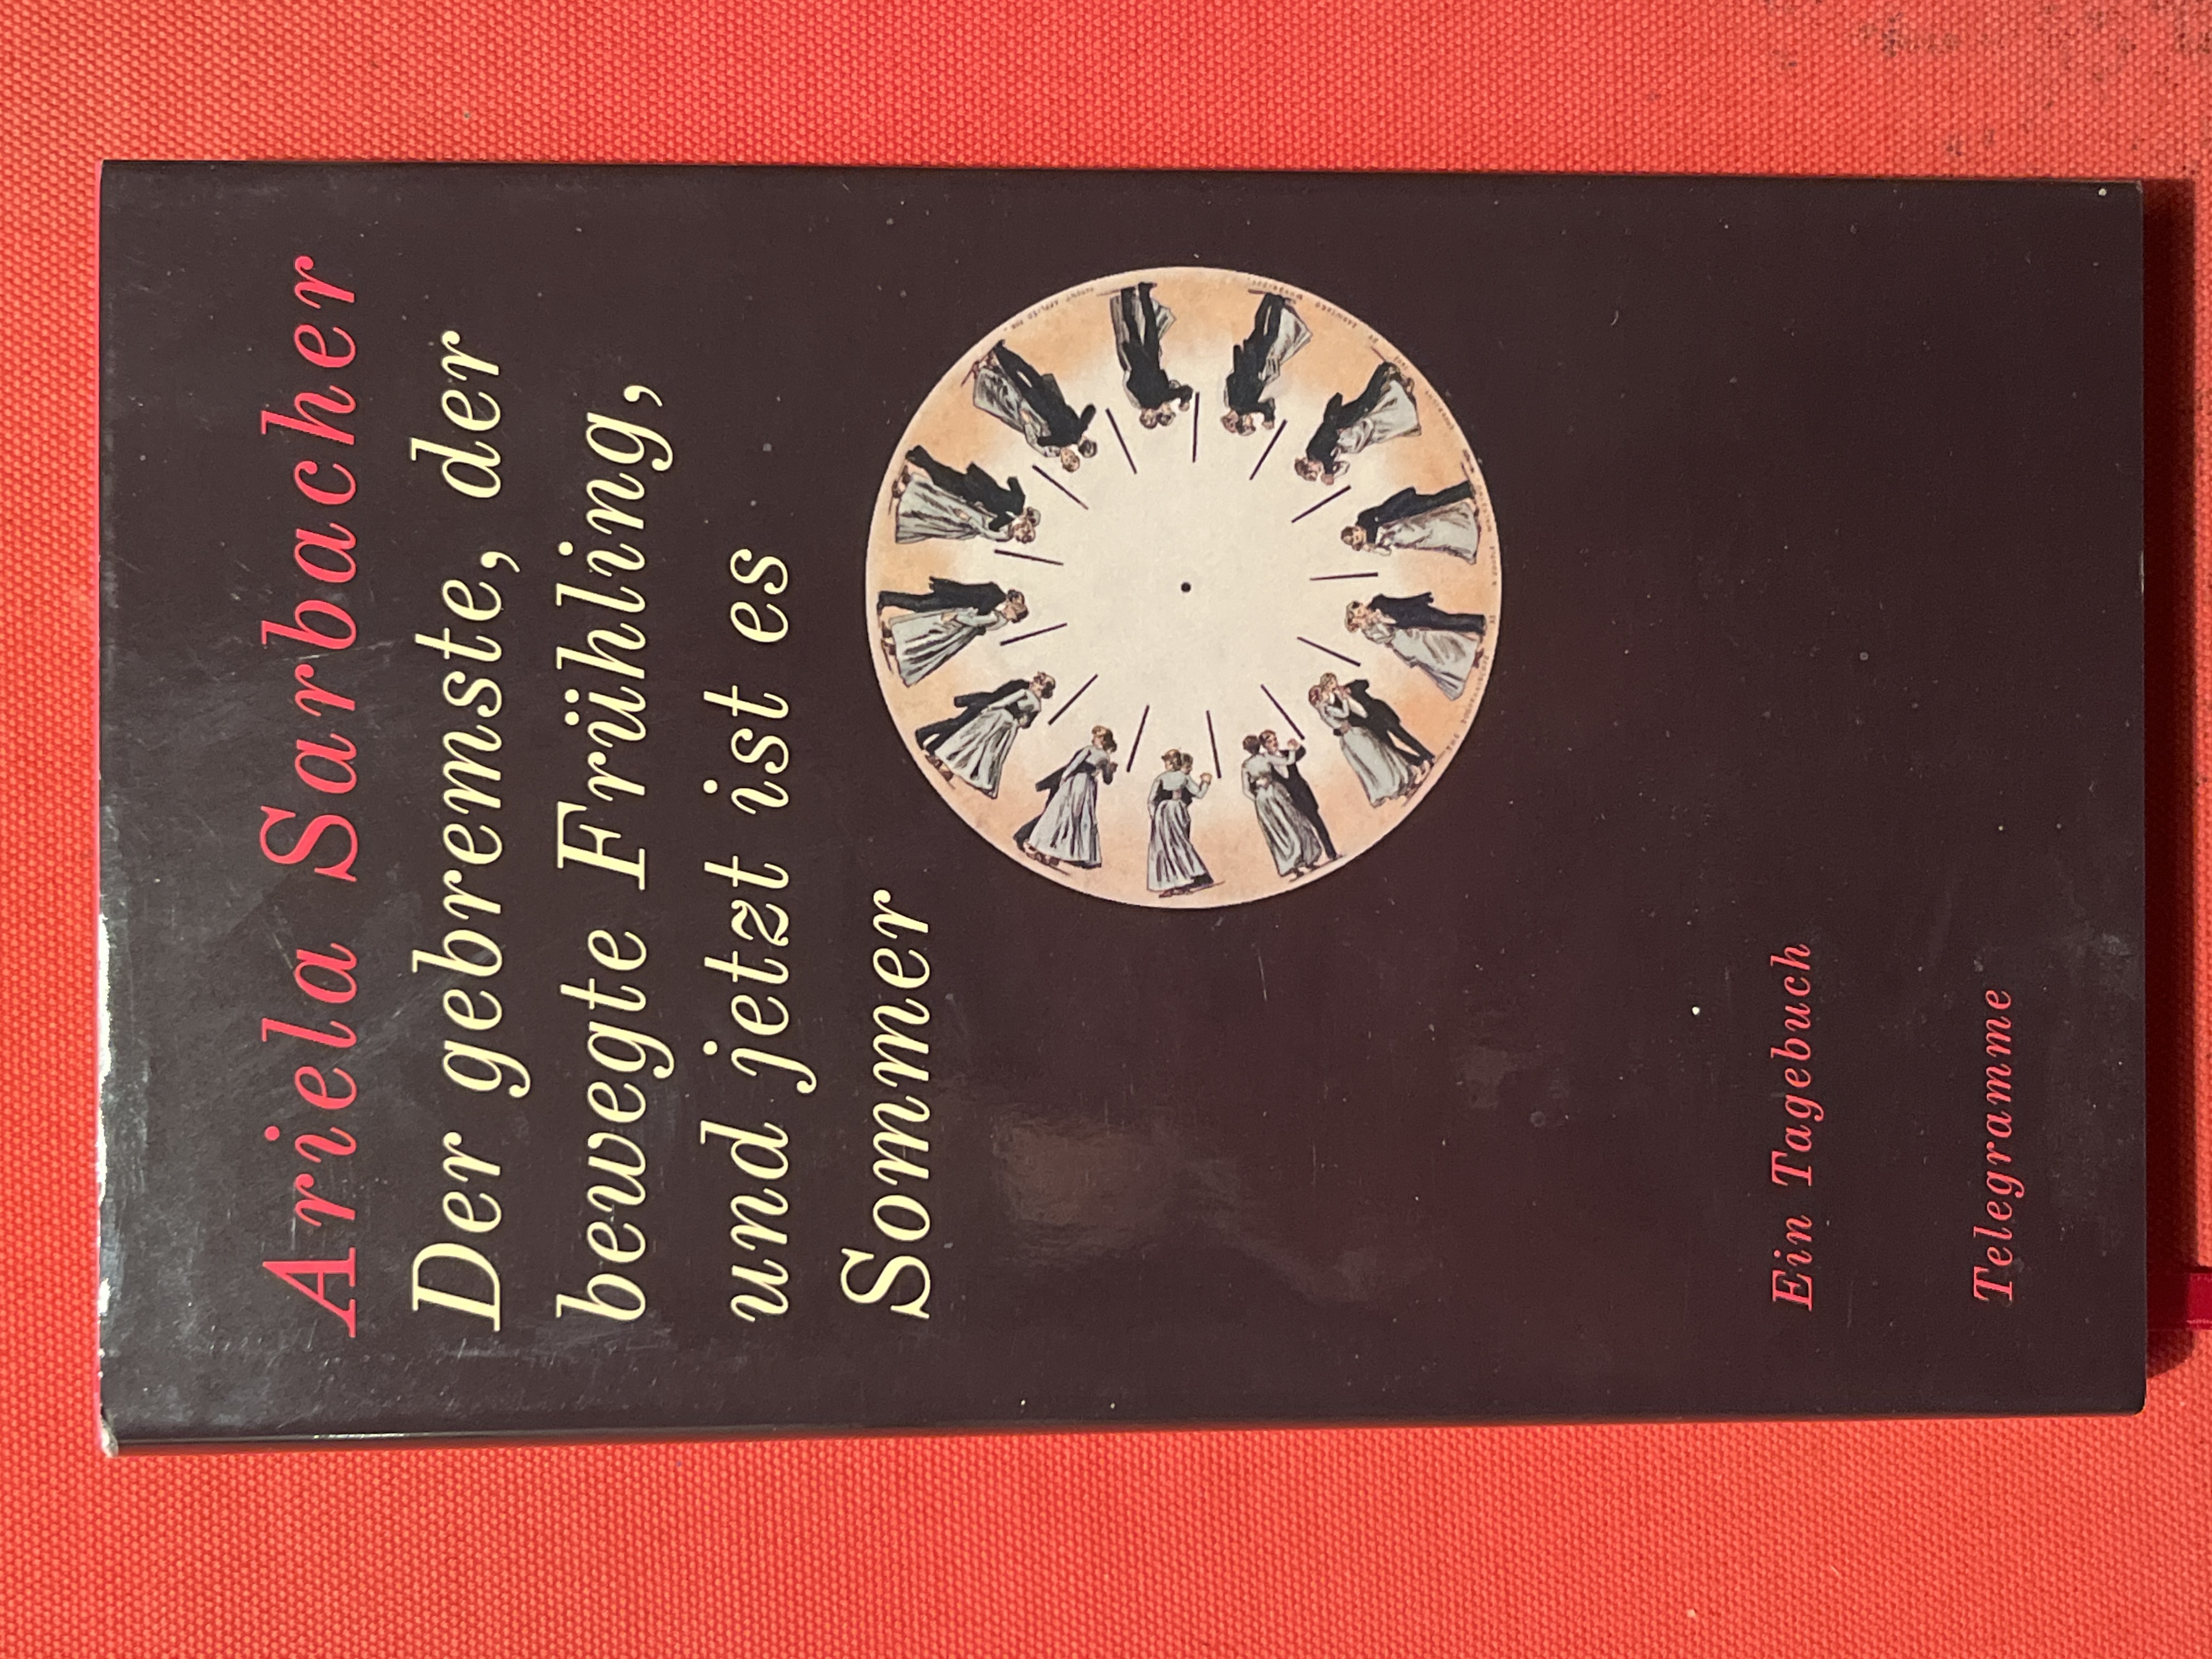 Ariela Sarbacher
Der gebremste, der
bewegte Frühling,
und jetzt ist es
Sommer
Ein Tagebuch
Telegramme